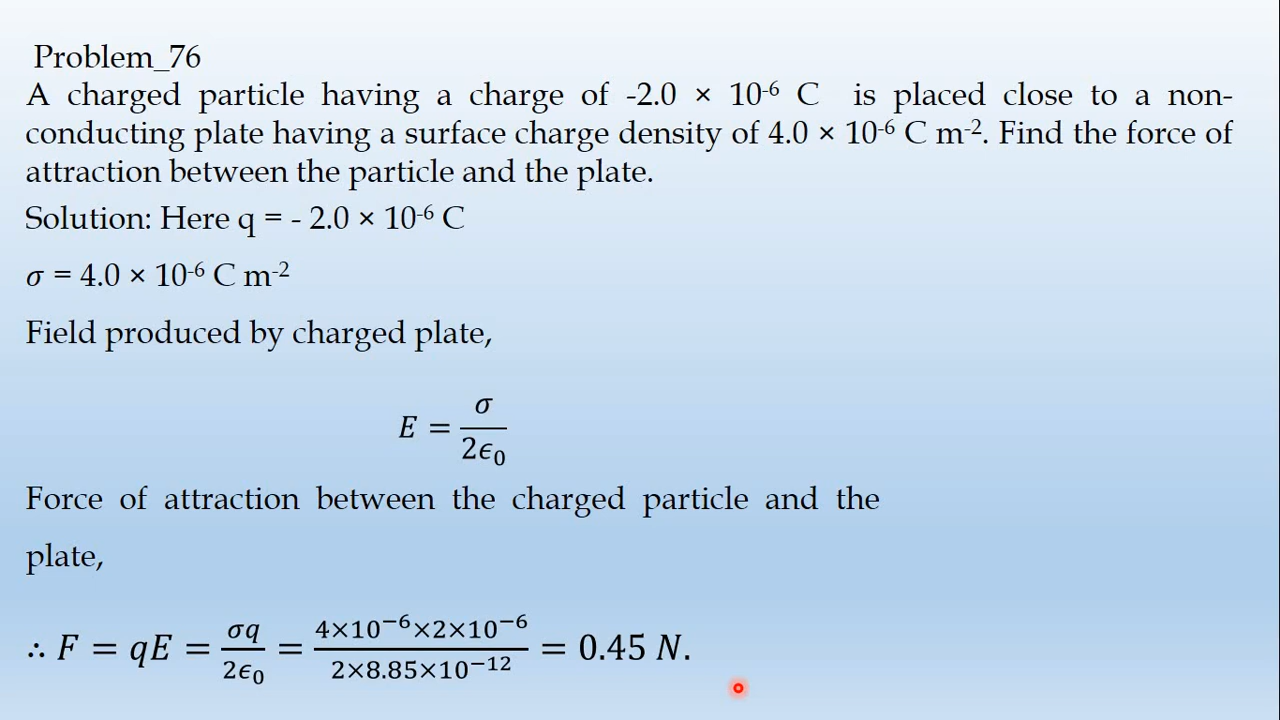 Problem_76
A charged particle having a charge of -2.0 × 10⁻⁶ C is placed close to a non-
conducting plate having a surface charge density of 4.0 × 10⁻⁶ C m⁻². Find the force of
attraction between the particle and the plate.
Solution: Here q = - 2.0 × 10⁻⁶ C
σ = 4.0 × 10⁻⁶ C m⁻²
Field produced by charged plate,
E = σ/2ϵ₀
Force of attraction between the charged particle and the
plate,
∴ F = qE = σq/2ϵ₀ = 4×10⁻⁶×2×10⁻⁶/2×8.85×10⁻¹² = 0.45 N.